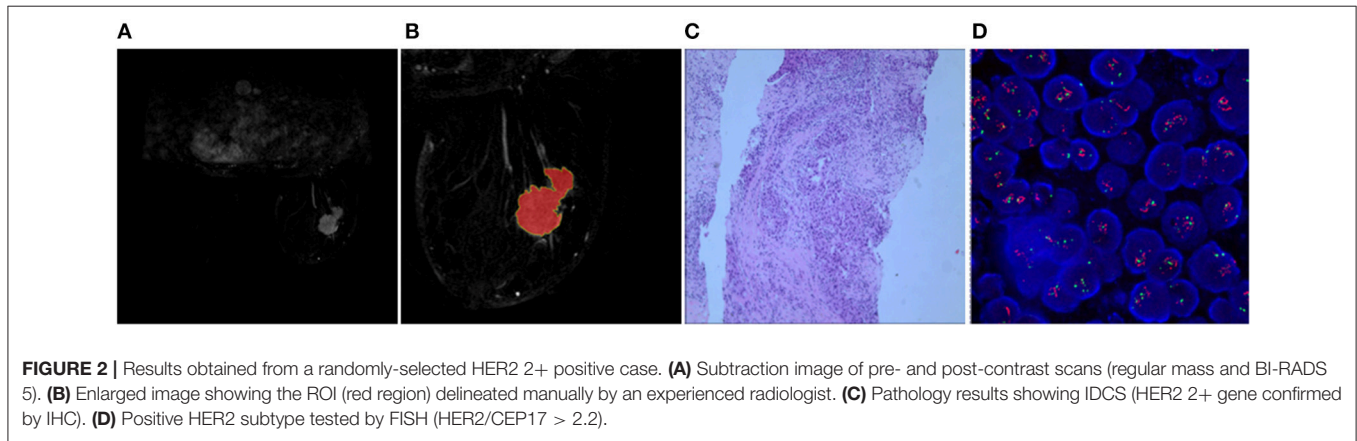 A B C D
FIGURE 2 | Results obtained from a randomly-selected HER2 2+ positive case. (A) Subtraction image of pre- and post-contrast scans (regular mass and BI-RADS
5). (B) Enlarged image showing the ROI (red region) delineated manually by an experienced radiologist. (C) Pathology results showing IDCS (HER2 2+ gene confirmed
by IHC). (D) Positive HER2 subtype tested by FISH (HER2/CEP17 > 2.2).